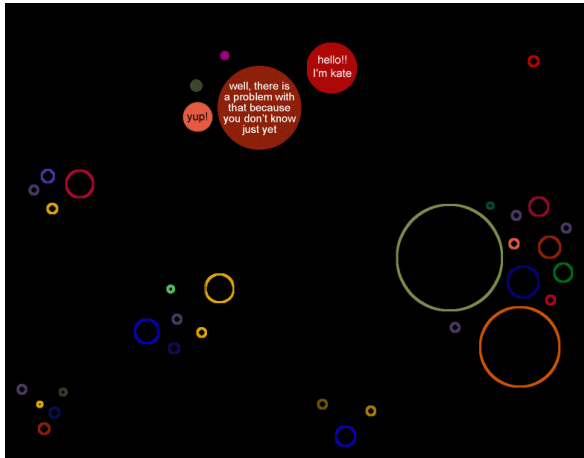 hello!!
I'm kate
well, there is
a problem with
that because
you don't know
just yet
yup!